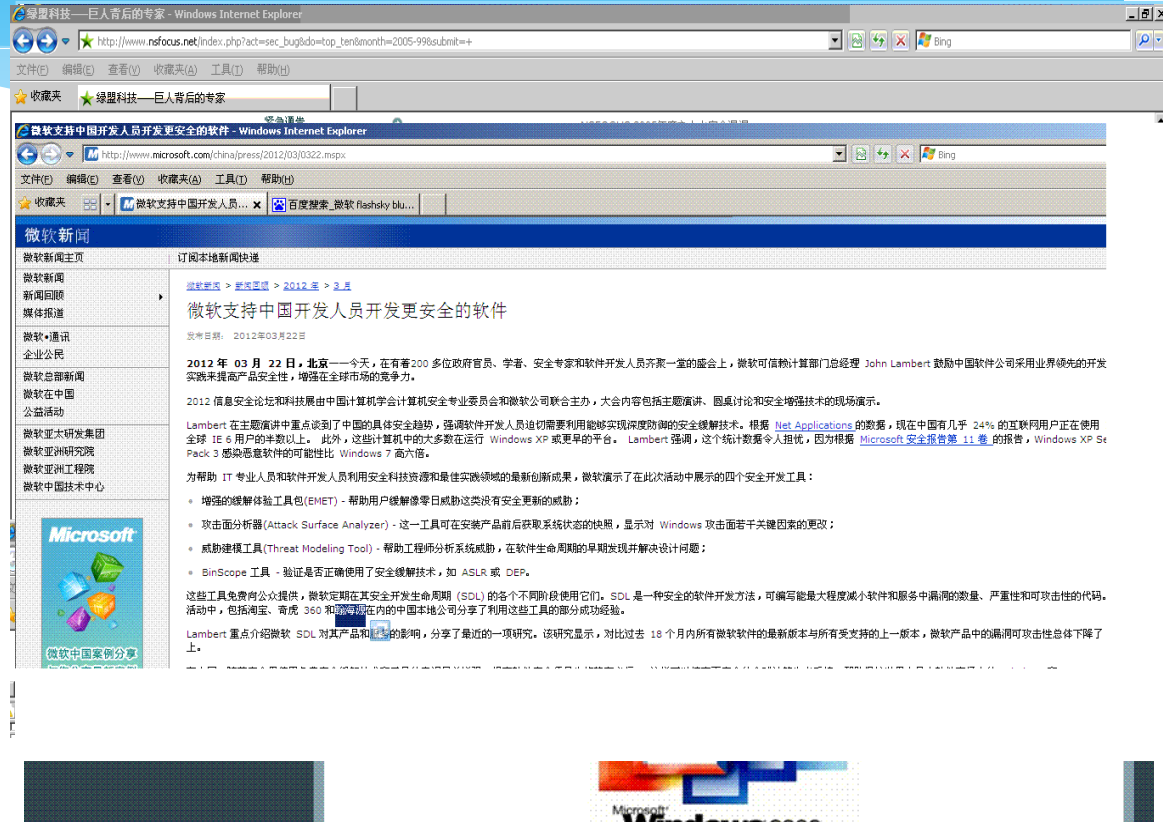 绿盟科技——巨人背后的专家 - Windows Internet Explorer
http://www.nsfocus.net/index.php?act=sec_bug&do=top_ten&month=2005-99&submit=+
Bing
文件(F) 编辑(E) 查看(V) 收藏夹(A) 工具(T) 帮助(H)
收藏夹 绿盟科技——巨人背后的专家
紧急通告
微软支持中国开发人员开发更安全的软件 - Windows Internet Explorer
http://www.microsoft.com/china/press/2012/03/0322.mspx
Bing
文件(F) 编辑(E) 查看(V) 收藏夹(A) 工具(T) 帮助(H)
收藏夹 微软支持中国开发人员... 百度搜索_微软 flashsky blu...
微软新闻
微软新闻主页 订阅本地新闻快递
微软新闻
新闻回顾
媒体报道
微软•通讯
企业公民
微软总部新闻
微软在中国
公益活动
微软亚太研发集团
微软亚洲研究院
微软亚洲工程院
微软中国技术中心
Microsoft
微软中国案例分享
微软新闻 > 新闻回顾 > 2012 年 > 3 月
微软支持中国开发人员开发更安全的软件
发布日期: 2012年03月22日
2012 年 03 月 22 日，北京——今天，在有着200 多位政府官员、学者、安全专家和软件开发人员齐聚一堂的盛会上，微软可信赖计算部门总经理 John Lambert 鼓励中国软件公司采用业界领先的开发
实践来提高产品安全性，增强在全球市场的竞争力。
2012 信息安全论坛和科技展由中国计算机学会计算机安全专业委员会和微软公司联合主办，大会内容包括主题演讲、圆桌讨论和安全增强技术的现场演示。
Lambert 在主题演讲中重点谈到了中国的具体安全趋势，强调软件开发人员迫切需要利用能够实现深度防御的安全缓解技术。根据 Net Applications 的数据，现在中国有几乎 24% 的互联网用户正在使用
全球 IE 6 用户的半数以上。 此外，这些计算机中的大多数在运行 Windows XP 或更早的平台。 Lambert 强调，这个统计数据令人担忧，因为根据 Microsoft 安全报告第 11 卷 的报告，Windows XP Se
Pack 3 感染恶意软件的可能性比 Windows 7 高六倍。
为帮助 IT 专业人员和软件开发人员利用安全科技资源和最佳实践领域的最新创新成果，微软演示了在此次活动中展示的四个安全开发工具：
增强的缓解体验工具包(EMET) - 帮助用户缓解像零日威胁这类没有安全更新的威胁；
攻击面分析器(Attack Surface Analyzer) - 这一工具可在安装产品前后获取系统状态的快照，显示对 Windows 攻击面若干关键因素的更改；
威胁建模工具(Threat Modeling Tool) - 帮助工程师分析系统威胁，在软件生命周期的早期发现并解决设计问题；
BinScope 工具 - 验证是否正确使用了安全缓解技术，如 ASLR 或 DEP。
这些工具免费向公众提供，微软定期在其安全开发生命周期 (SDL)的各个不同阶段使用它们。SDL 是一种安全的软件开发方法，可编写能最大程度减小软件和服务中漏洞的数量、严重性和可攻击性的代码。
活动中，包括淘宝、奇虎 360 和瀚海源在内的中国本地公司分享了利用这些工具的部分成功经验。
Lambert 重点介绍微软 SDL 对其产品和的影响，分享了最近的一项研究。该研究显示，对比过去 18 个月内所有微软软件的最新版本与所有受支持的上一版本，微软产品中的漏洞可攻击性总体下降了
上。
Microsoft